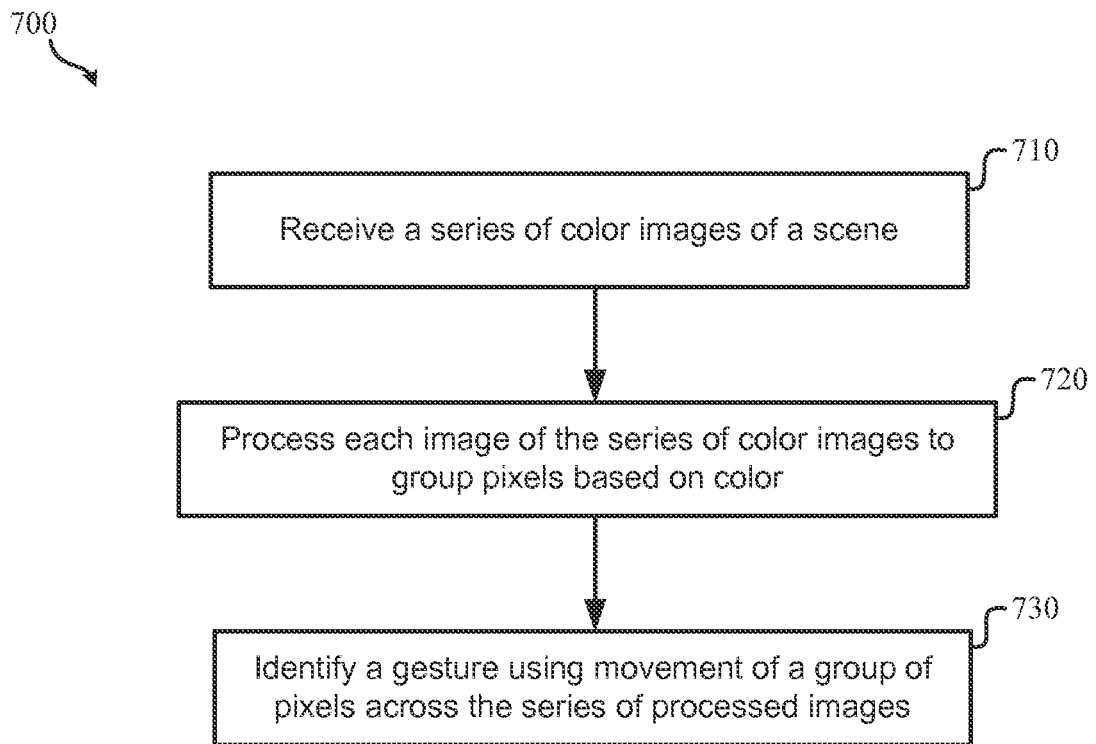 700
710
Receive a series of color images of a scene
720
Process each image of the series of color images to
group pixels based on color
730
Identify a gesture using movement of a group of
pixels across the series of processed images